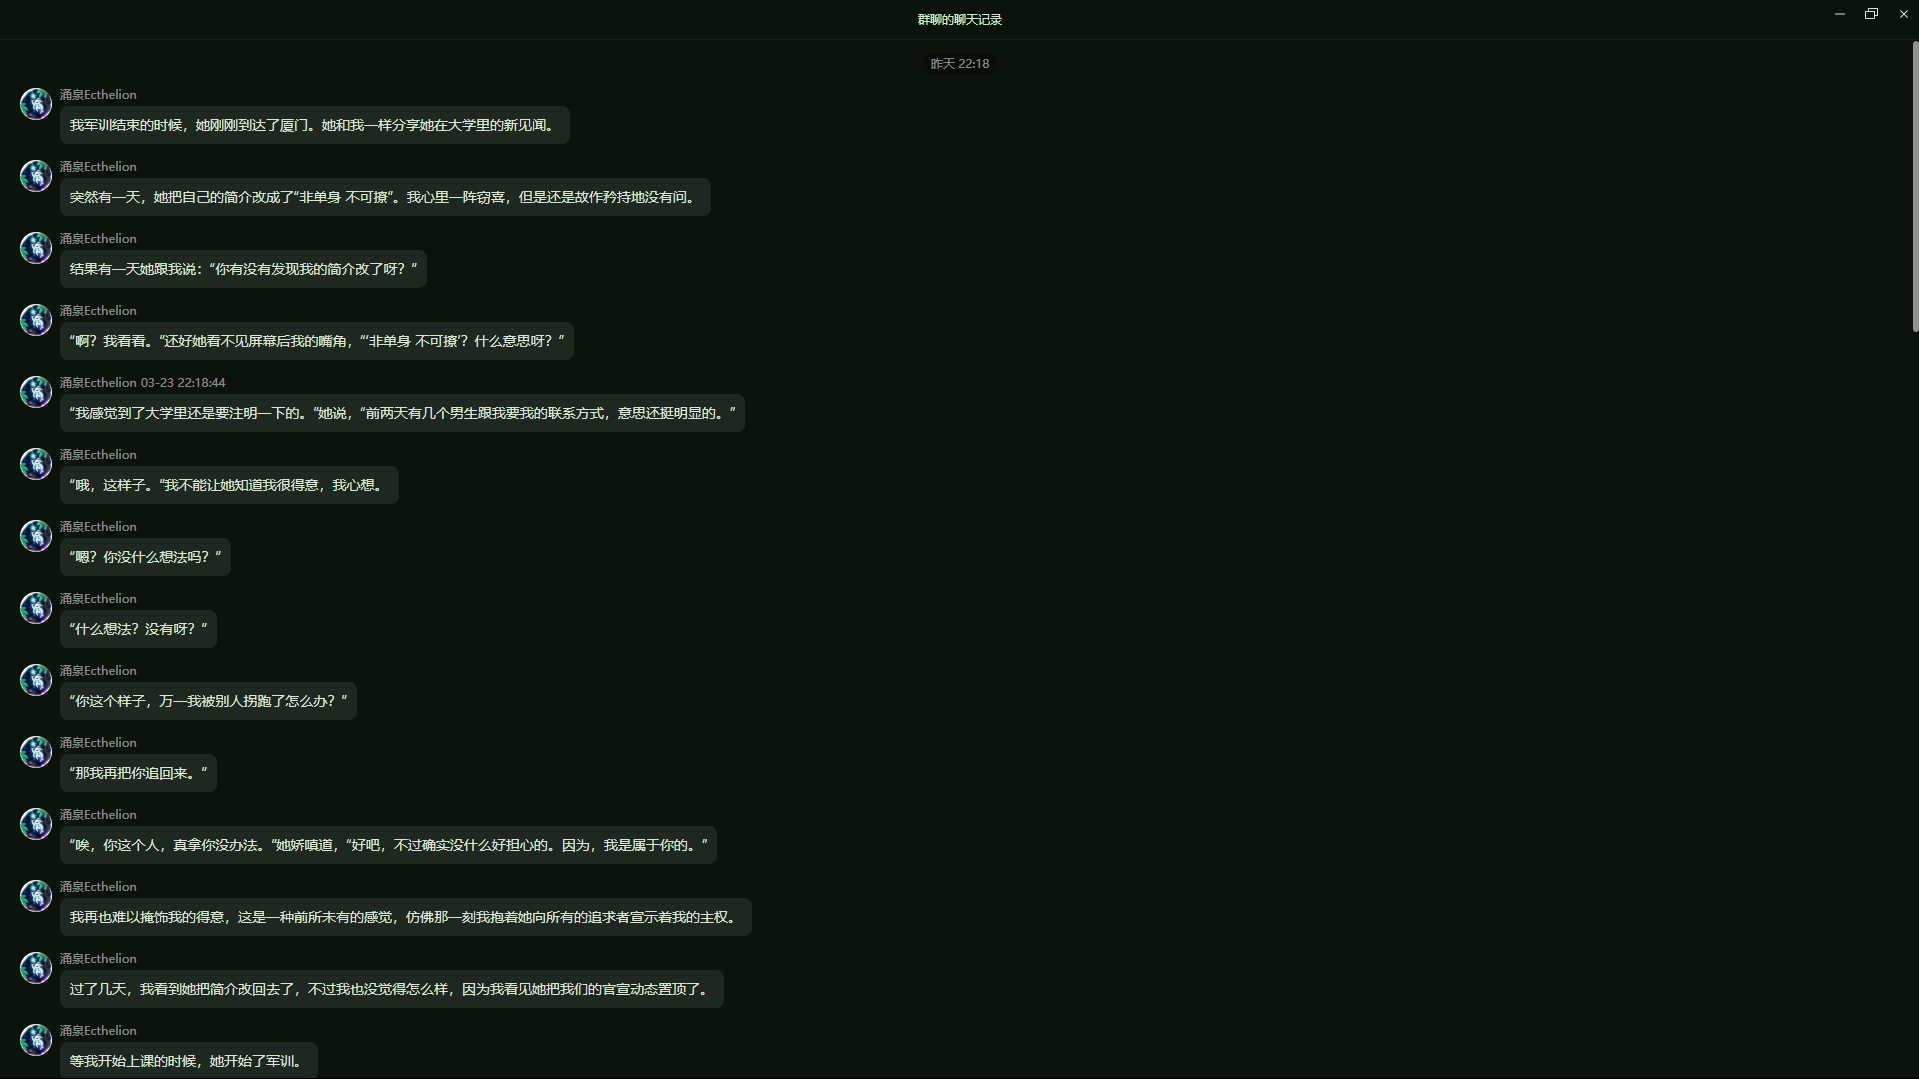 群聊的聊天记录
昨天 22:18
涌泉Ecthelion
我军训结束的时候，她刚刚到达了厦门。她和我一样分享她在大学里的新见闻。
涌泉Ecthelion
突然有一天，她把自己的简介改成了“非单身 不可撩”。我心里一阵窃喜，但是还是故作矜持地没有问。
涌泉Ecthelion
结果有一天她跟我说：“你有没有发现我的简介改了呀？”
涌泉Ecthelion
“啊？我看看。”还好她看不见屏幕后我的嘴角，“‘非单身 不可撩’？什么意思呀？”
涌泉Ecthelion 03-23 22:18:44
“我感觉到了大学里还是要注明一下的。”她说，“前两天有几个男生跟我要我的联系方式，意思还挺明显的。”
涌泉Ecthelion
“哦，这样子。”我不能让她知道我很得意，我心想。
涌泉Ecthelion
“嗯？你没什么想法吗？”
涌泉Ecthelion
“什么想法？没有呀？”
涌泉Ecthelion
“你这个样子，万一我被别人拐跑了怎么办？”
涌泉Ecthelion
“那我再把你追回来。”
涌泉Ecthelion
“唉，你这个人，真拿你没办法。”她娇嗔道，“好吧，不过确实没什么好担心的。因为，我是属于你的。”
涌泉Ecthelion
我再也难以掩饰我的得意，这是一种前所未有的感觉，仿佛那一刻我抱着她向所有的追求者宣示着我的主权。
涌泉Ecthelion
过了几天，我看到她把简介改回去了，不过我也没觉得怎么样，因为我看见她把我们的官宣动态置顶了。
涌泉Ecthelion
等我开始上课的时候，她开始了军训。